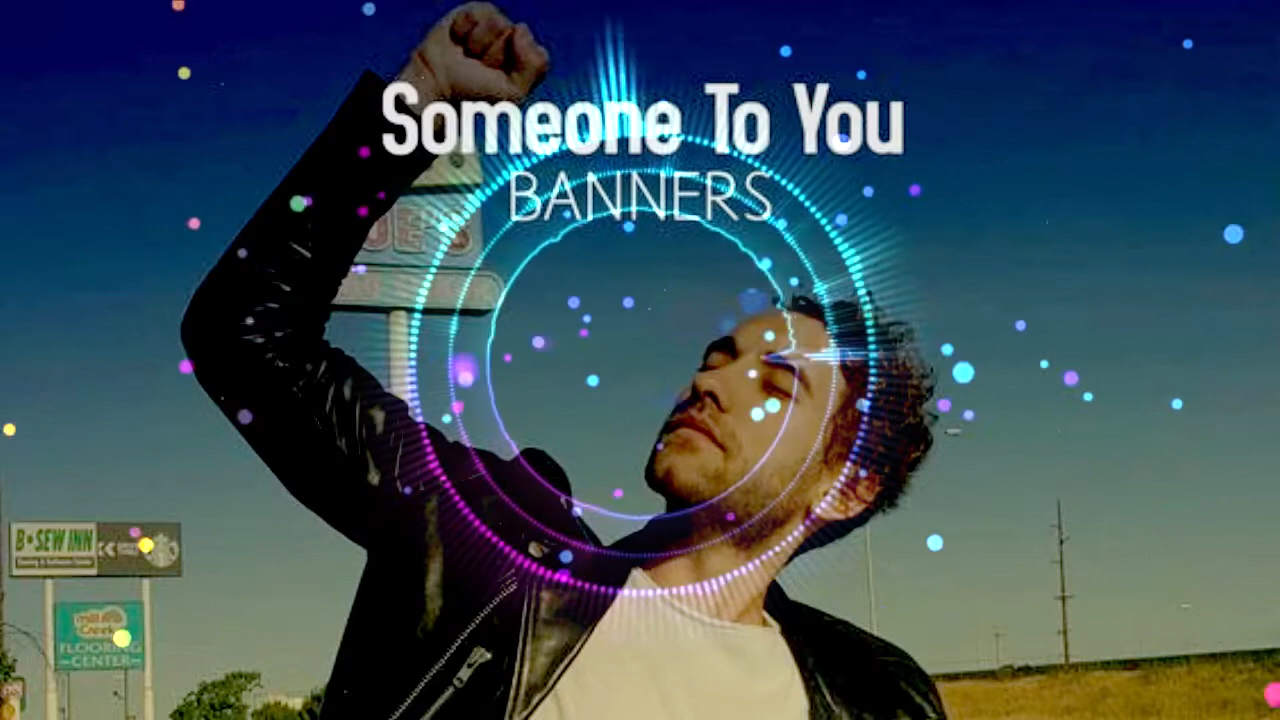 Someone To You
BANNERS
B•SEW INN
FLOORING
CENTER